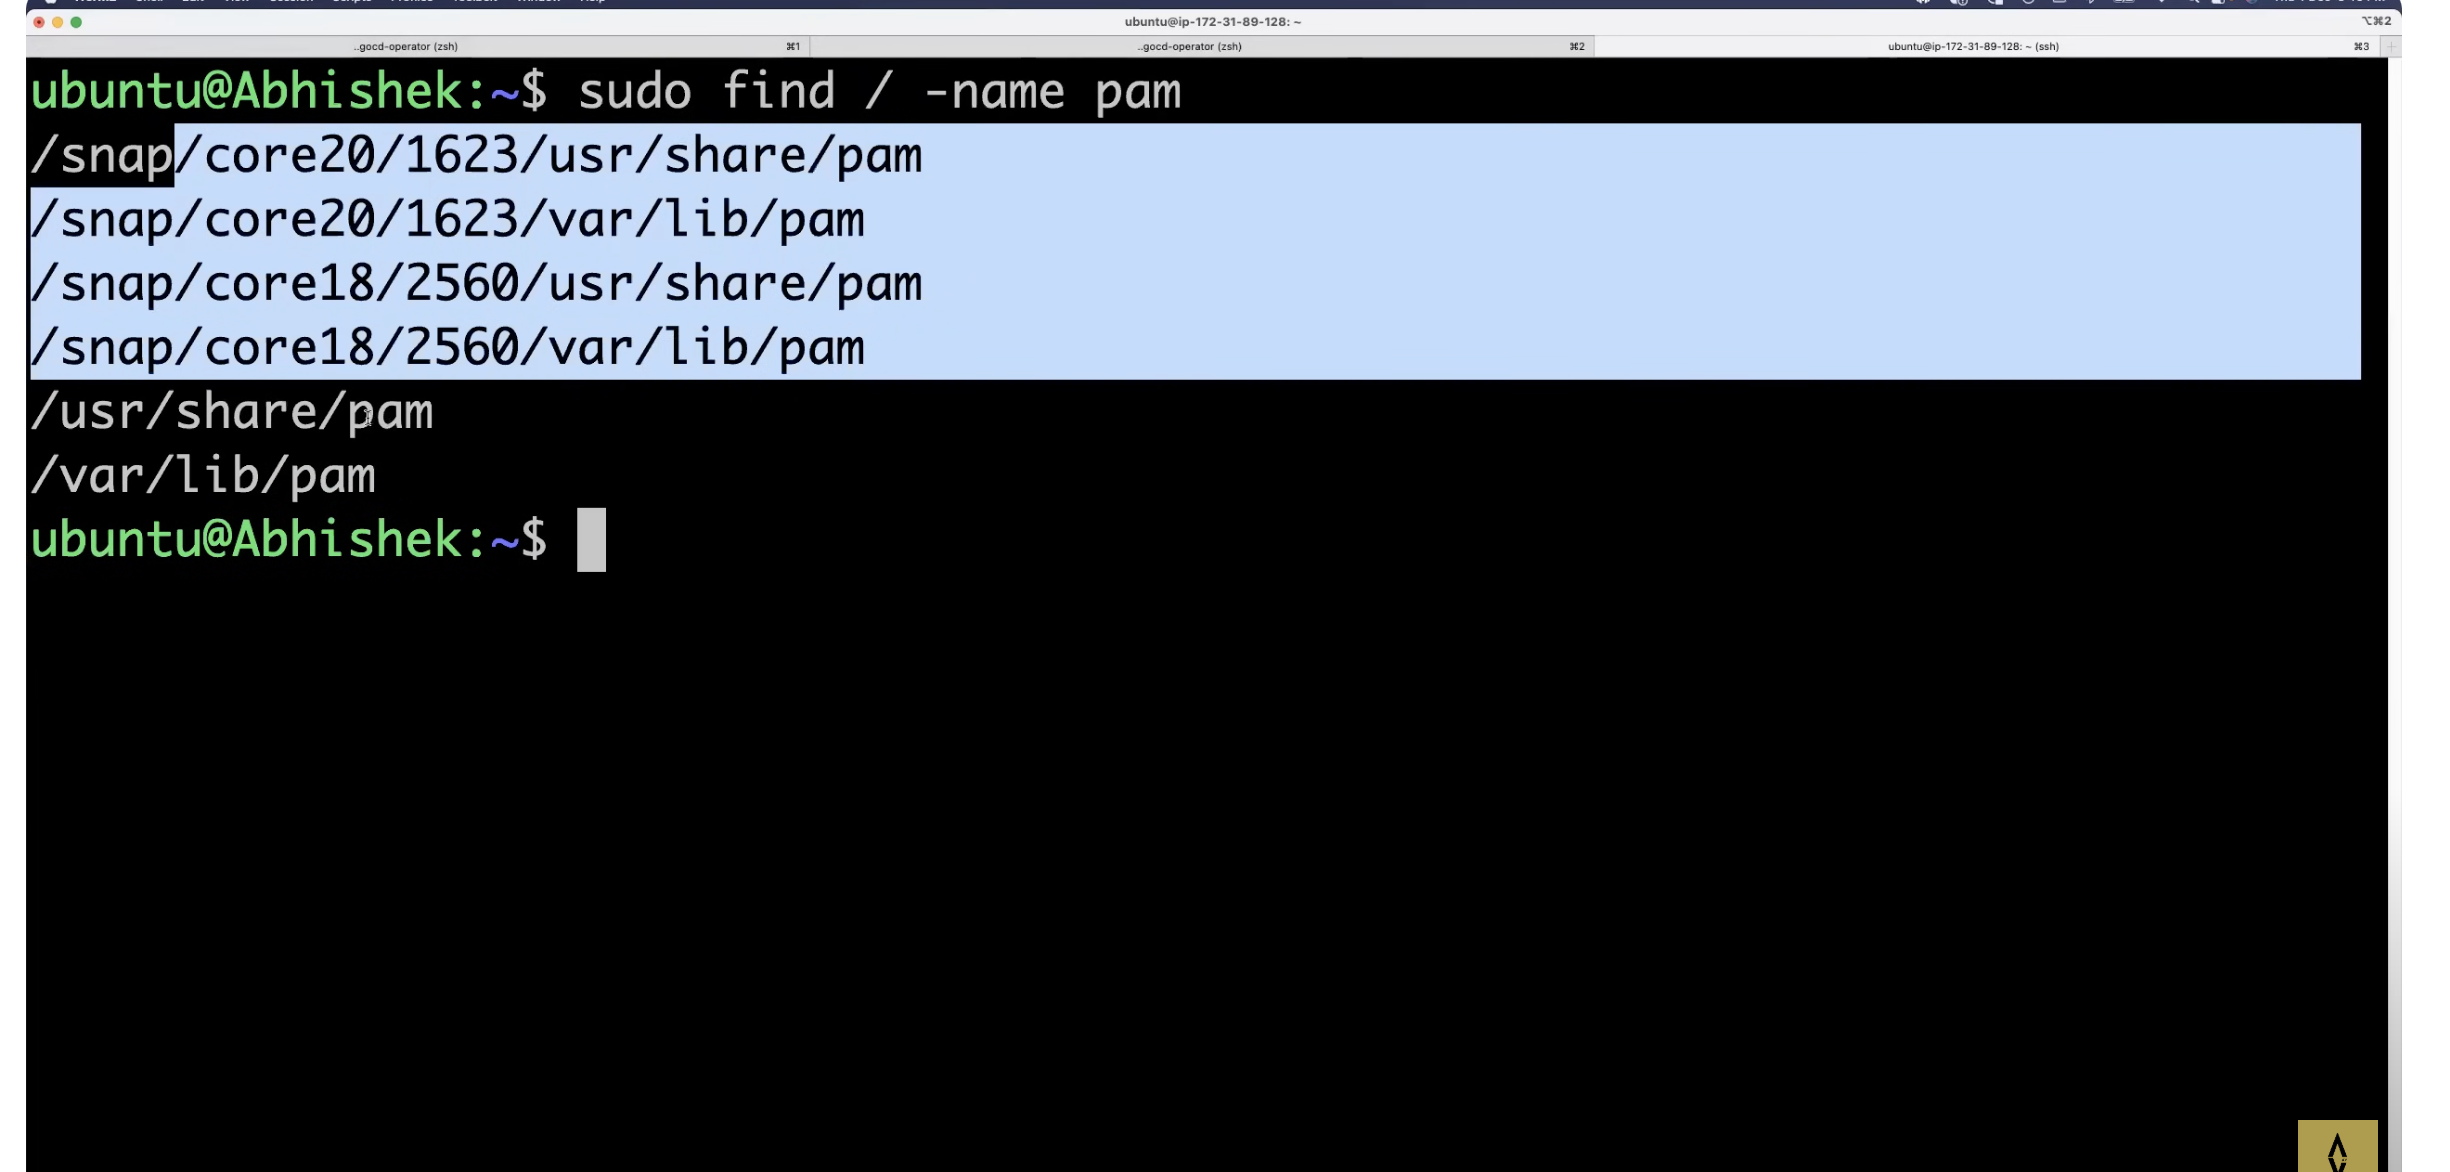 ubuntu@ip-172-31-89-128: ~
⌥⌘2
..gocd-operator (zsh)
⌘1
..gocd-operator (zsh)
⌘2
ubuntu@ip-172-31-89-128: ~ (ssh)
⌘3
ubuntu@Abhishek:~$ sudo find / -name pam
/snap/core20/1623/usr/share/pam
/snap/core20/1623/var/lib/pam
/snap/core18/2560/usr/share/pam
/snap/core18/2560/var/lib/pam
/usr/share/pam
/var/lib/pam
ubuntu@Abhishek:~$